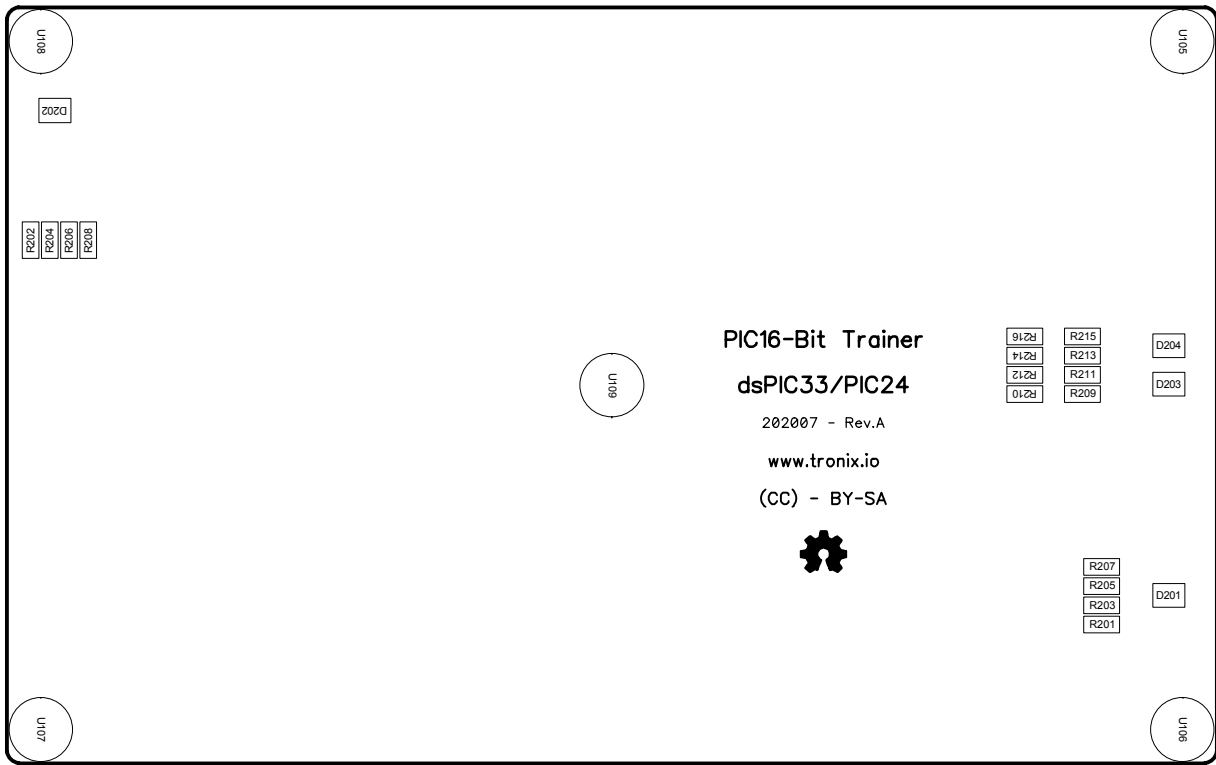 U108
U105
D202
R202
R204
R206
R208
PIC16-Bit Trainer
dsPIC33/PIC24
202007 - Rev.A
www.tronix.io
(CC) - BY-SA
U109
R216
R214
R212
R210
R215
R213
R211
R209
D204
D203
R207
R205
R203
R201
D201
U107
U106